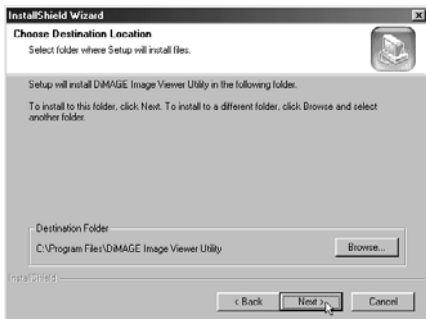 InstallShield Wizard
Choose Destination Location
Select folder where Setup will install files.
Setup will install DiMAGE Image Viewer Utility in the following folder.
To install to this folder, click Next. To install to a different folder, click Browse and select
another folder.
Destination Folder
C:\Program Files\DiMAGE Image Viewer Utility
Browse...
InstallShield
< Back
Next >
Cancel